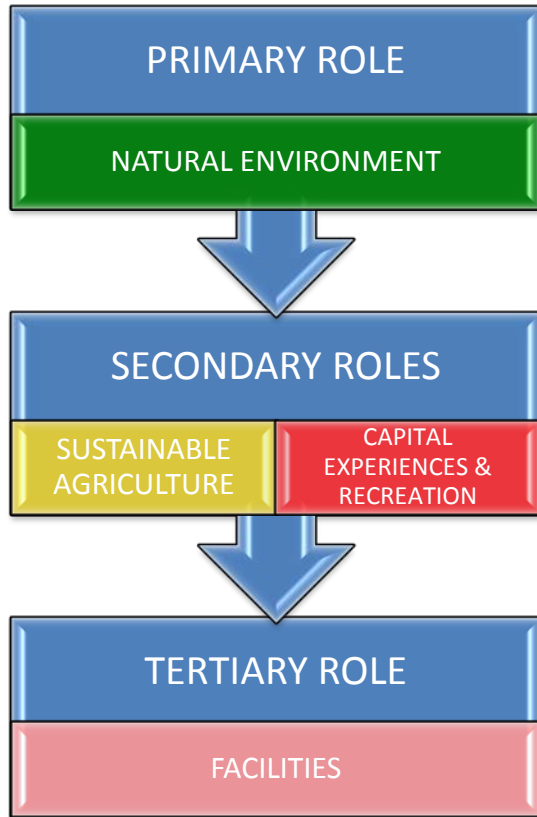 PRIMARY ROLE
NATURAL ENVIRONMENT
SECONDARY ROLES
SUSTAINABLE
AGRICULTURE
CAPITAL
EXPERIENCES &
RECREATION
TERTIARY ROLE
FACILITIES